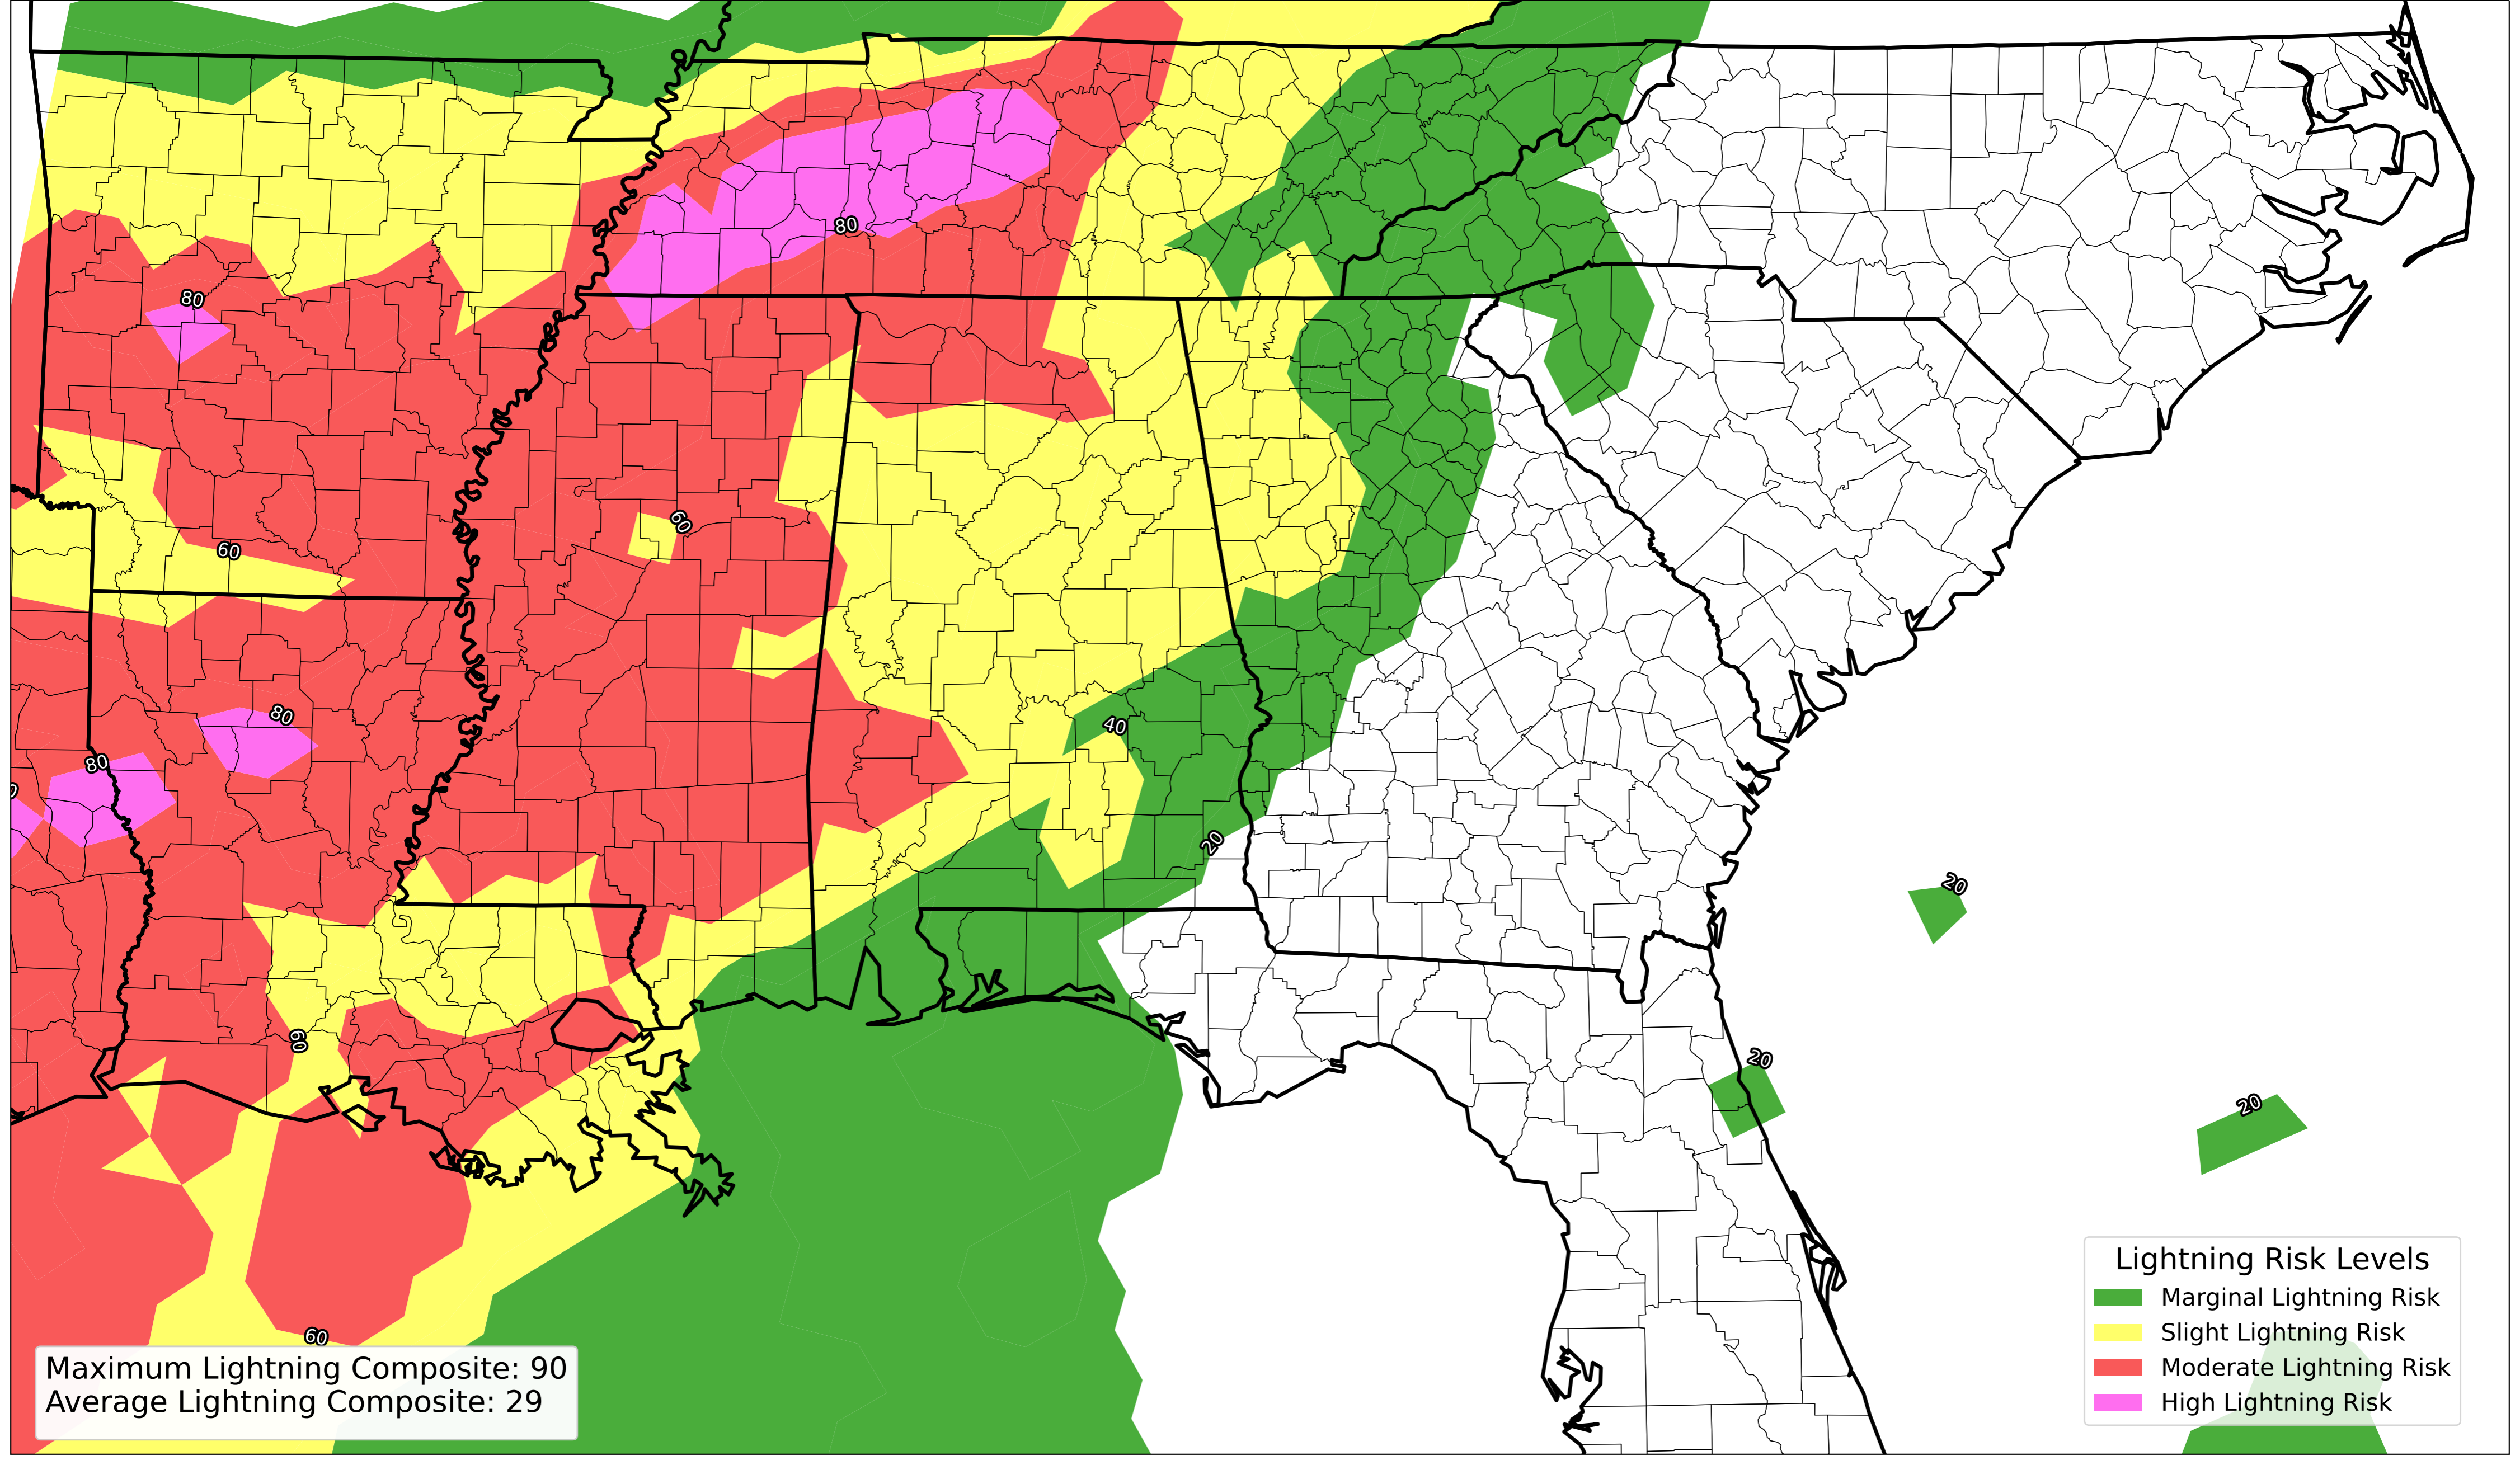 80
80
60
60
80
80
0
40
20
20
60
20
20
60
Lightning Risk Levels
Marginal Lightning Risk
Slight Lightning Risk
Moderate Lightning Risk
High Lightning Risk
Maximum Lightning Composite: 90
Average Lightning Composite: 29